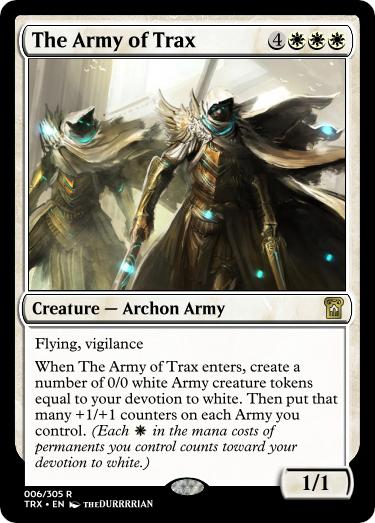 The Army of Trax 4
Creature — Archon Army
Flying, vigilance
When The Army of Trax enters, create a
number of 0/0 white Army creature tokens
equal to your devotion to white. Then put that
many +1/+1 counters on each Army you
control. (Each in the mana costs of
permanents you control counts toward your
devotion to white.)
1/1
006/305 R
TRX • EN THEDURRRRIAN